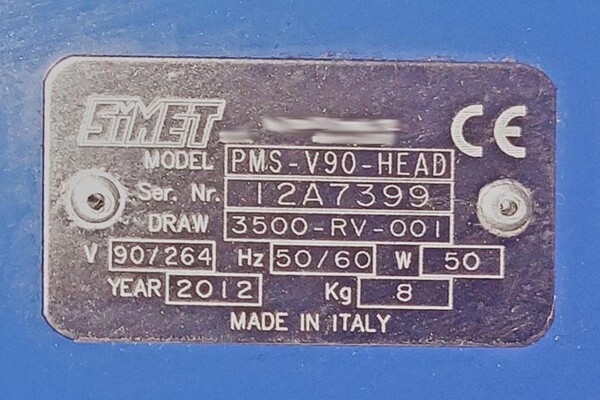 SIMET CE
MODEL PMS-V90-HEAD
Ser. Nr. 12A7399
DRAW 3500-RV-001
V 90/264 Hz 50/60 W 50
YEAR 2012 Kg 8
MADE IN ITALY